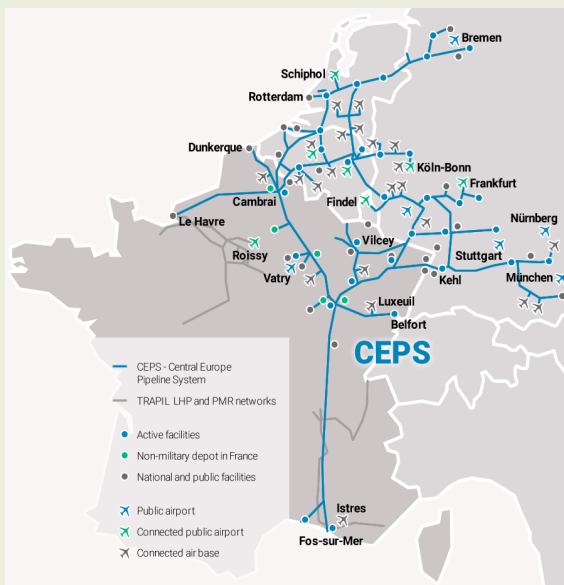 Bremen
Schiphol
Rotterdam
Dunkerque
Köln-Bonn
Cambrai
Findel
Frankfurt
Le Havre
Nürnberg
Vilcey
Roissy
Stuttgart
Vatry
Kehl
München
Luxeuil
Belfort
CEPS
CEPS - Central Europe
Pipeline System
TRAPIL LHP and PMR networks
Active facilities
Non-military depot in France
National and public facilities
Public airport
Connected public airport
Connected air base
Istres
Fos-sur-Mer